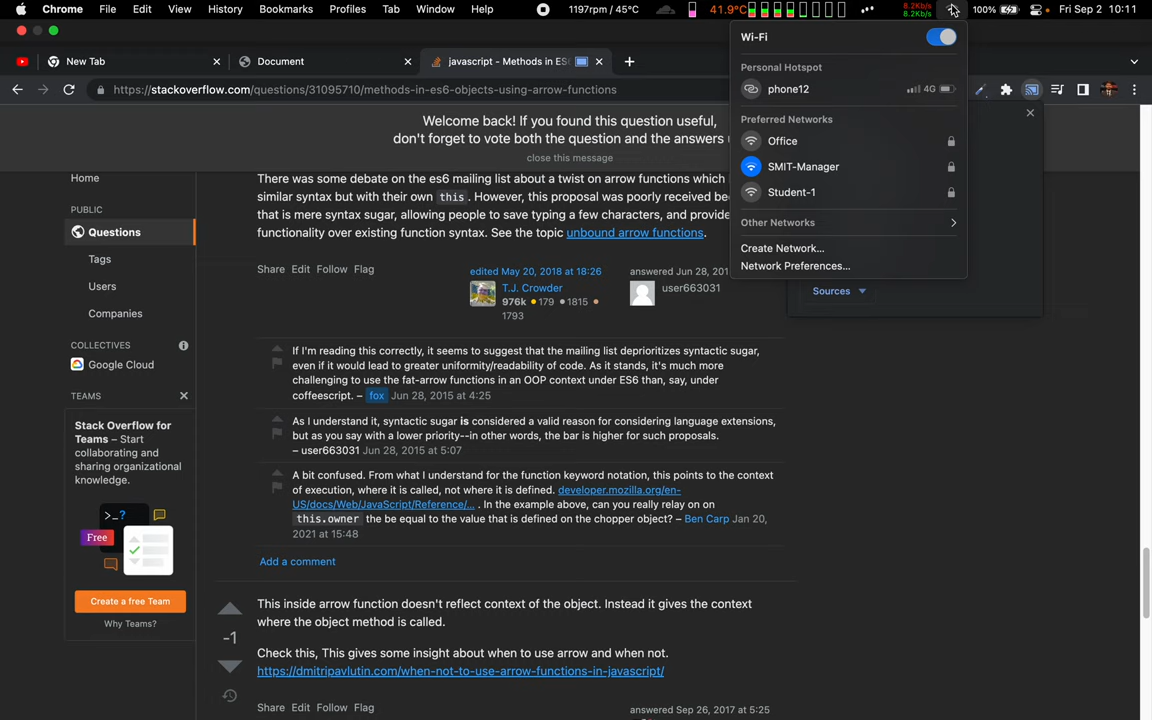 Chrome File Edit View History Bookmarks Profiles Tab Window Help 1197rpm / 45°C 41.9°C 8.2Kb/s 8.2Kb/s 100% Fri Sep 2 10:11
New Tab
Document
javascript - Methods in ES
https://stackoverflow.com/questions/31095710/methods-in-es6-objects-using-arrow-functions
Wi-Fi
Personal Hotspot
phone12 4G
Preferred Networks
Office
SMIT-Manager
Student-1
Other Networks
Create Network...
Network Preferences...
Sources
Welcome back! If you found this question useful,
don't forget to vote both the question and the answers
close this message
Home
PUBLIC
Questions
Tags
Users
Companies
COLLECTIVES
Google Cloud
TEAMS
Stack Overflow for
Teams – Start
collaborating and
sharing organizational
knowledge.
>_?
Free
Create a free Team
Why Teams?
There was some debate on the es6 mailing list about a twist on arrow functions which
similar syntax but with their own this. However, this proposal was poorly received
that is mere syntax sugar, allowing people to save typing a few characters, and provide
functionality over existing function syntax. See the topic unbound arrow functions.
Share Edit Follow Flag
edited May 20, 2018 at 18:26
T.J. Crowder
976k 179 1815
1793
answered Jun 28,
user663031
If I'm reading this correctly, it seems to suggest that the mailing list deprioritizes syntactic sugar,
even if it would lead to greater uniformity/readability of code. As it stands, it's much more
challenging to use the fat-arrow functions in an OOP context under ES6 than, say, under
coffeescript. – fox Jun 28, 2015 at 4:25
As I understand it, syntactic sugar is considered a valid reason for considering language extensions,
but as you say with a lower priority--in other words, the bar is higher for such proposals.
– user663031 Jun 28, 2015 at 5:07
A bit confused. From what I understand for the function keyword notation, this points to the context
of execution, where it is called, not where it is defined. developer.mozilla.org/en-
US/docs/Web/JavaScript/Reference/... . In the example above, can you really relay on on
this.owner the be equal to the value that is defined on the chopper object? – Ben Carp Jan 20,
2021 at 15:48
Add a comment
-1
This inside arrow function doesn't reflect context of the object. Instead it gives the context
where the object method is called.
Check this, This gives some insight about when to use arrow and when not.
https://dmitripavlutin.com/when-not-to-use-arrow-functions-in-javascript/
Share Edit Follow Flag
answered Sep 26, 2017 at 5:25